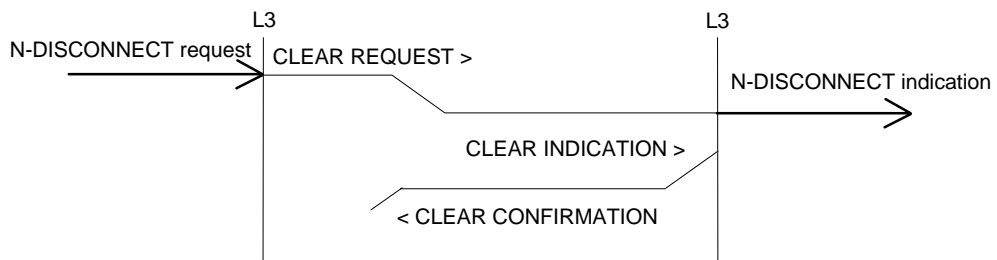 L3
L3
N-DISCONNECT request
CLEAR REQUEST >
N-DISCONNECT indication
CLEAR INDICATION >
< CLEAR CONFIRMATION